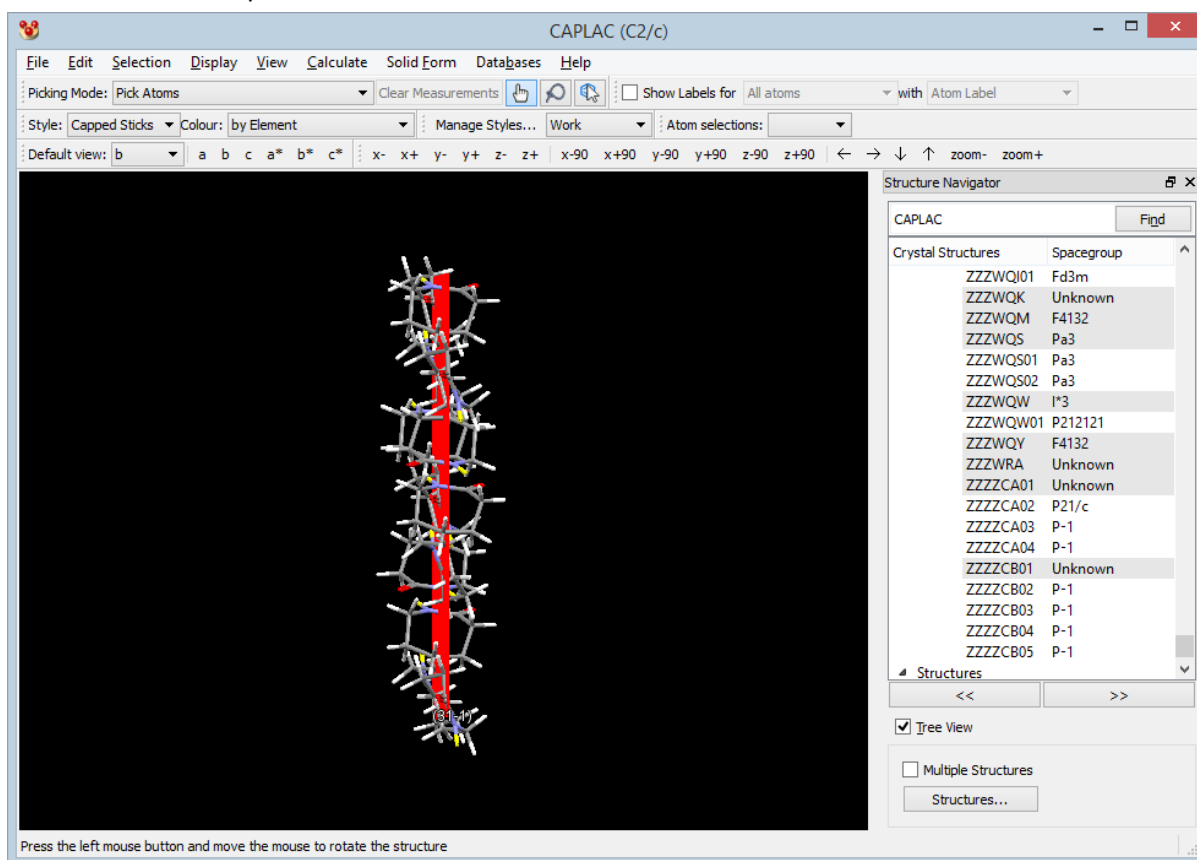 CAPLAC (C2/c)
File Edit Selection Display View Calculate Solid Form Databases Help
Picking Mode: Pick Atoms Clear Measurements Show Labels for All atoms with Atom Label
Style: Capped Sticks Colour: by Element Manage Styles... Work Atom selections:
Default view: b a b c a* b* c* x- x+ y- y+ z- z+ x-90 x+90 y-90 y+90 z-90 z+90 ← → ↓ ↑ zoom- zoom+
Structure Navigator
CAPLAC Find
Crystal Structures Spacegroup
ZZZWQI01 Fd3m
ZZZWQK Unknown
ZZZWQM F4132
ZZZWQS Pa3
ZZZWQS01 Pa3
ZZZWQS02 Pa3
ZZZWQW I*3
ZZZWQW01 P212121
ZZZWQY F4132
ZZZWRA Unknown
ZZZZCA01 Unknown
ZZZZCA02 P21/c
ZZZZCA03 P-1
ZZZZCA04 P-1
ZZZZCB01 Unknown
ZZZZCB02 P-1
ZZZZCB03 P-1
ZZZZCB04 P-1
ZZZZCB05 P-1
Structures
<< >>
(31-1)
Tree View
Multiple Structures
Structures...
Press the left mouse button and move the mouse to rotate the structure